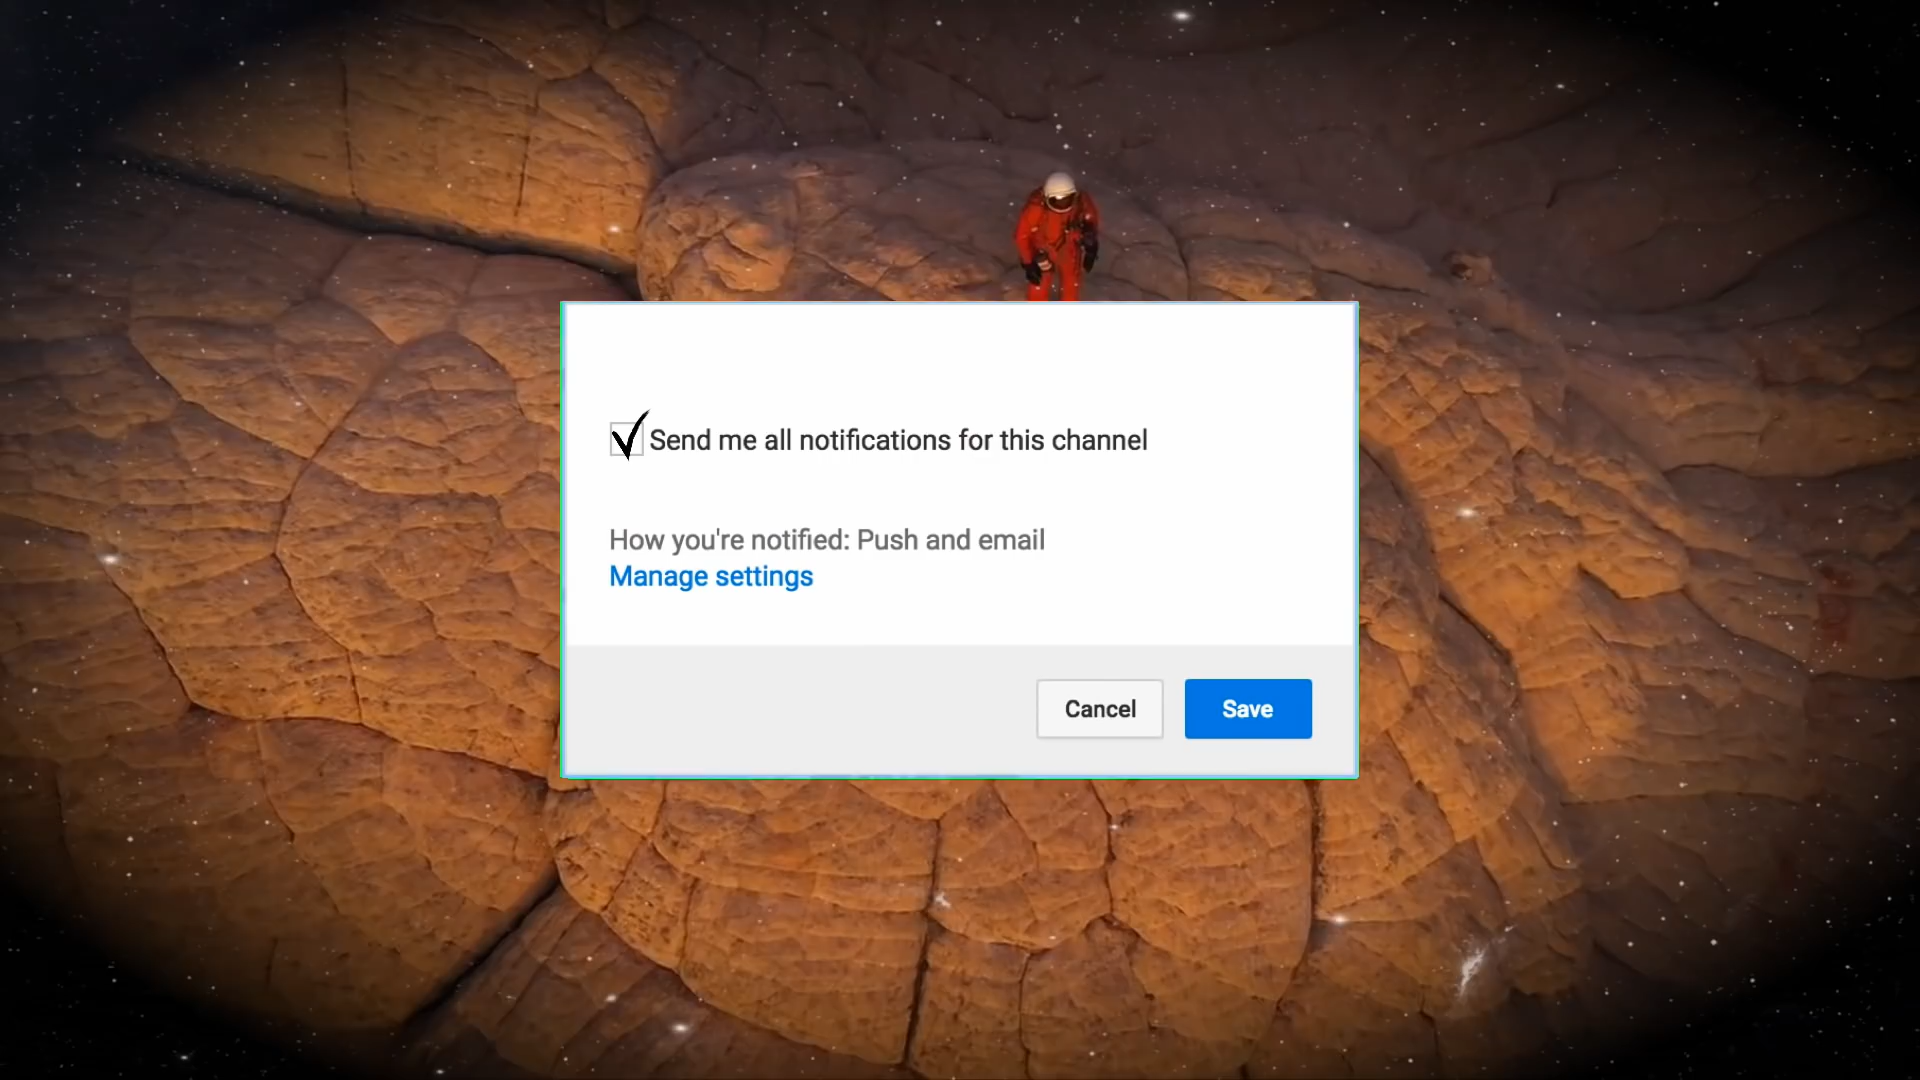 Send me all notifications for this channel
How you're notified: Push and email
Manage settings
Cancel
Save